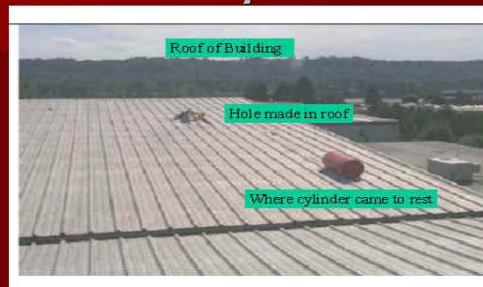 Roof of Building
Hole made in roof
Where cylinder came to rest